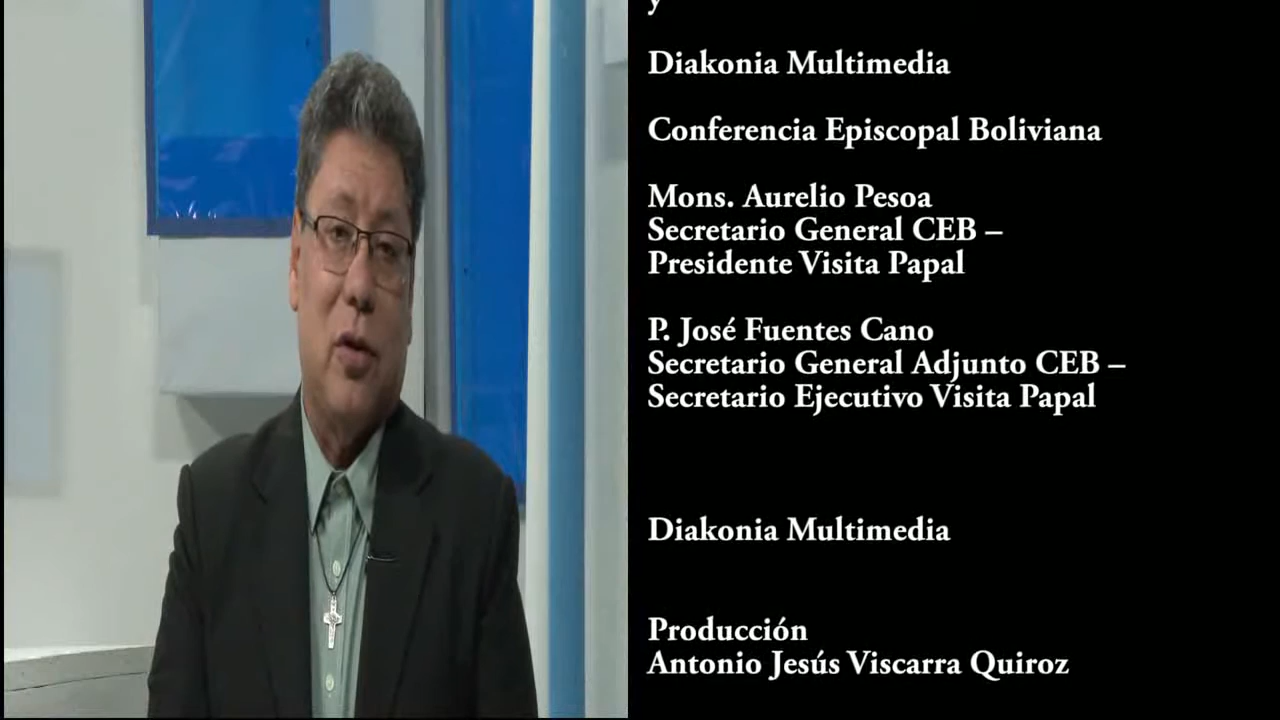 y
Diakonia Multimedia
Conferencia Episcopal Boliviana
Mons. Aurelio Pesoa
Secretario General CEB –
Presidente Visita Papal
P. José Fuentes Cano
Secretario General Adjunto CEB –
Secretario Ejecutivo Visita Papal
Diakonia Multimedia
Producción
Antonio Jesús Viscarra Quiroz